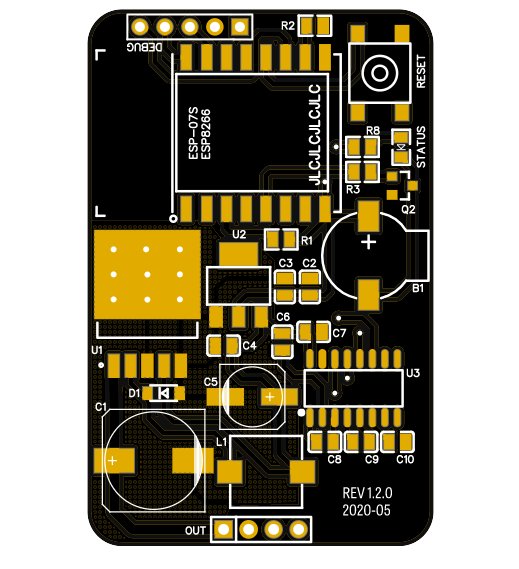 R2
DEBUG
RESET
ESP-07S
ESP8266
JLCJLCJLCJLC
R8
STATUS
R3
Q2
U2
R1
C3
C2
B1
C6
C7
C4
U1
U3
D1
C5
C1
L1
C8
C9
C10
REV 1.2.0
2020-05
OUT